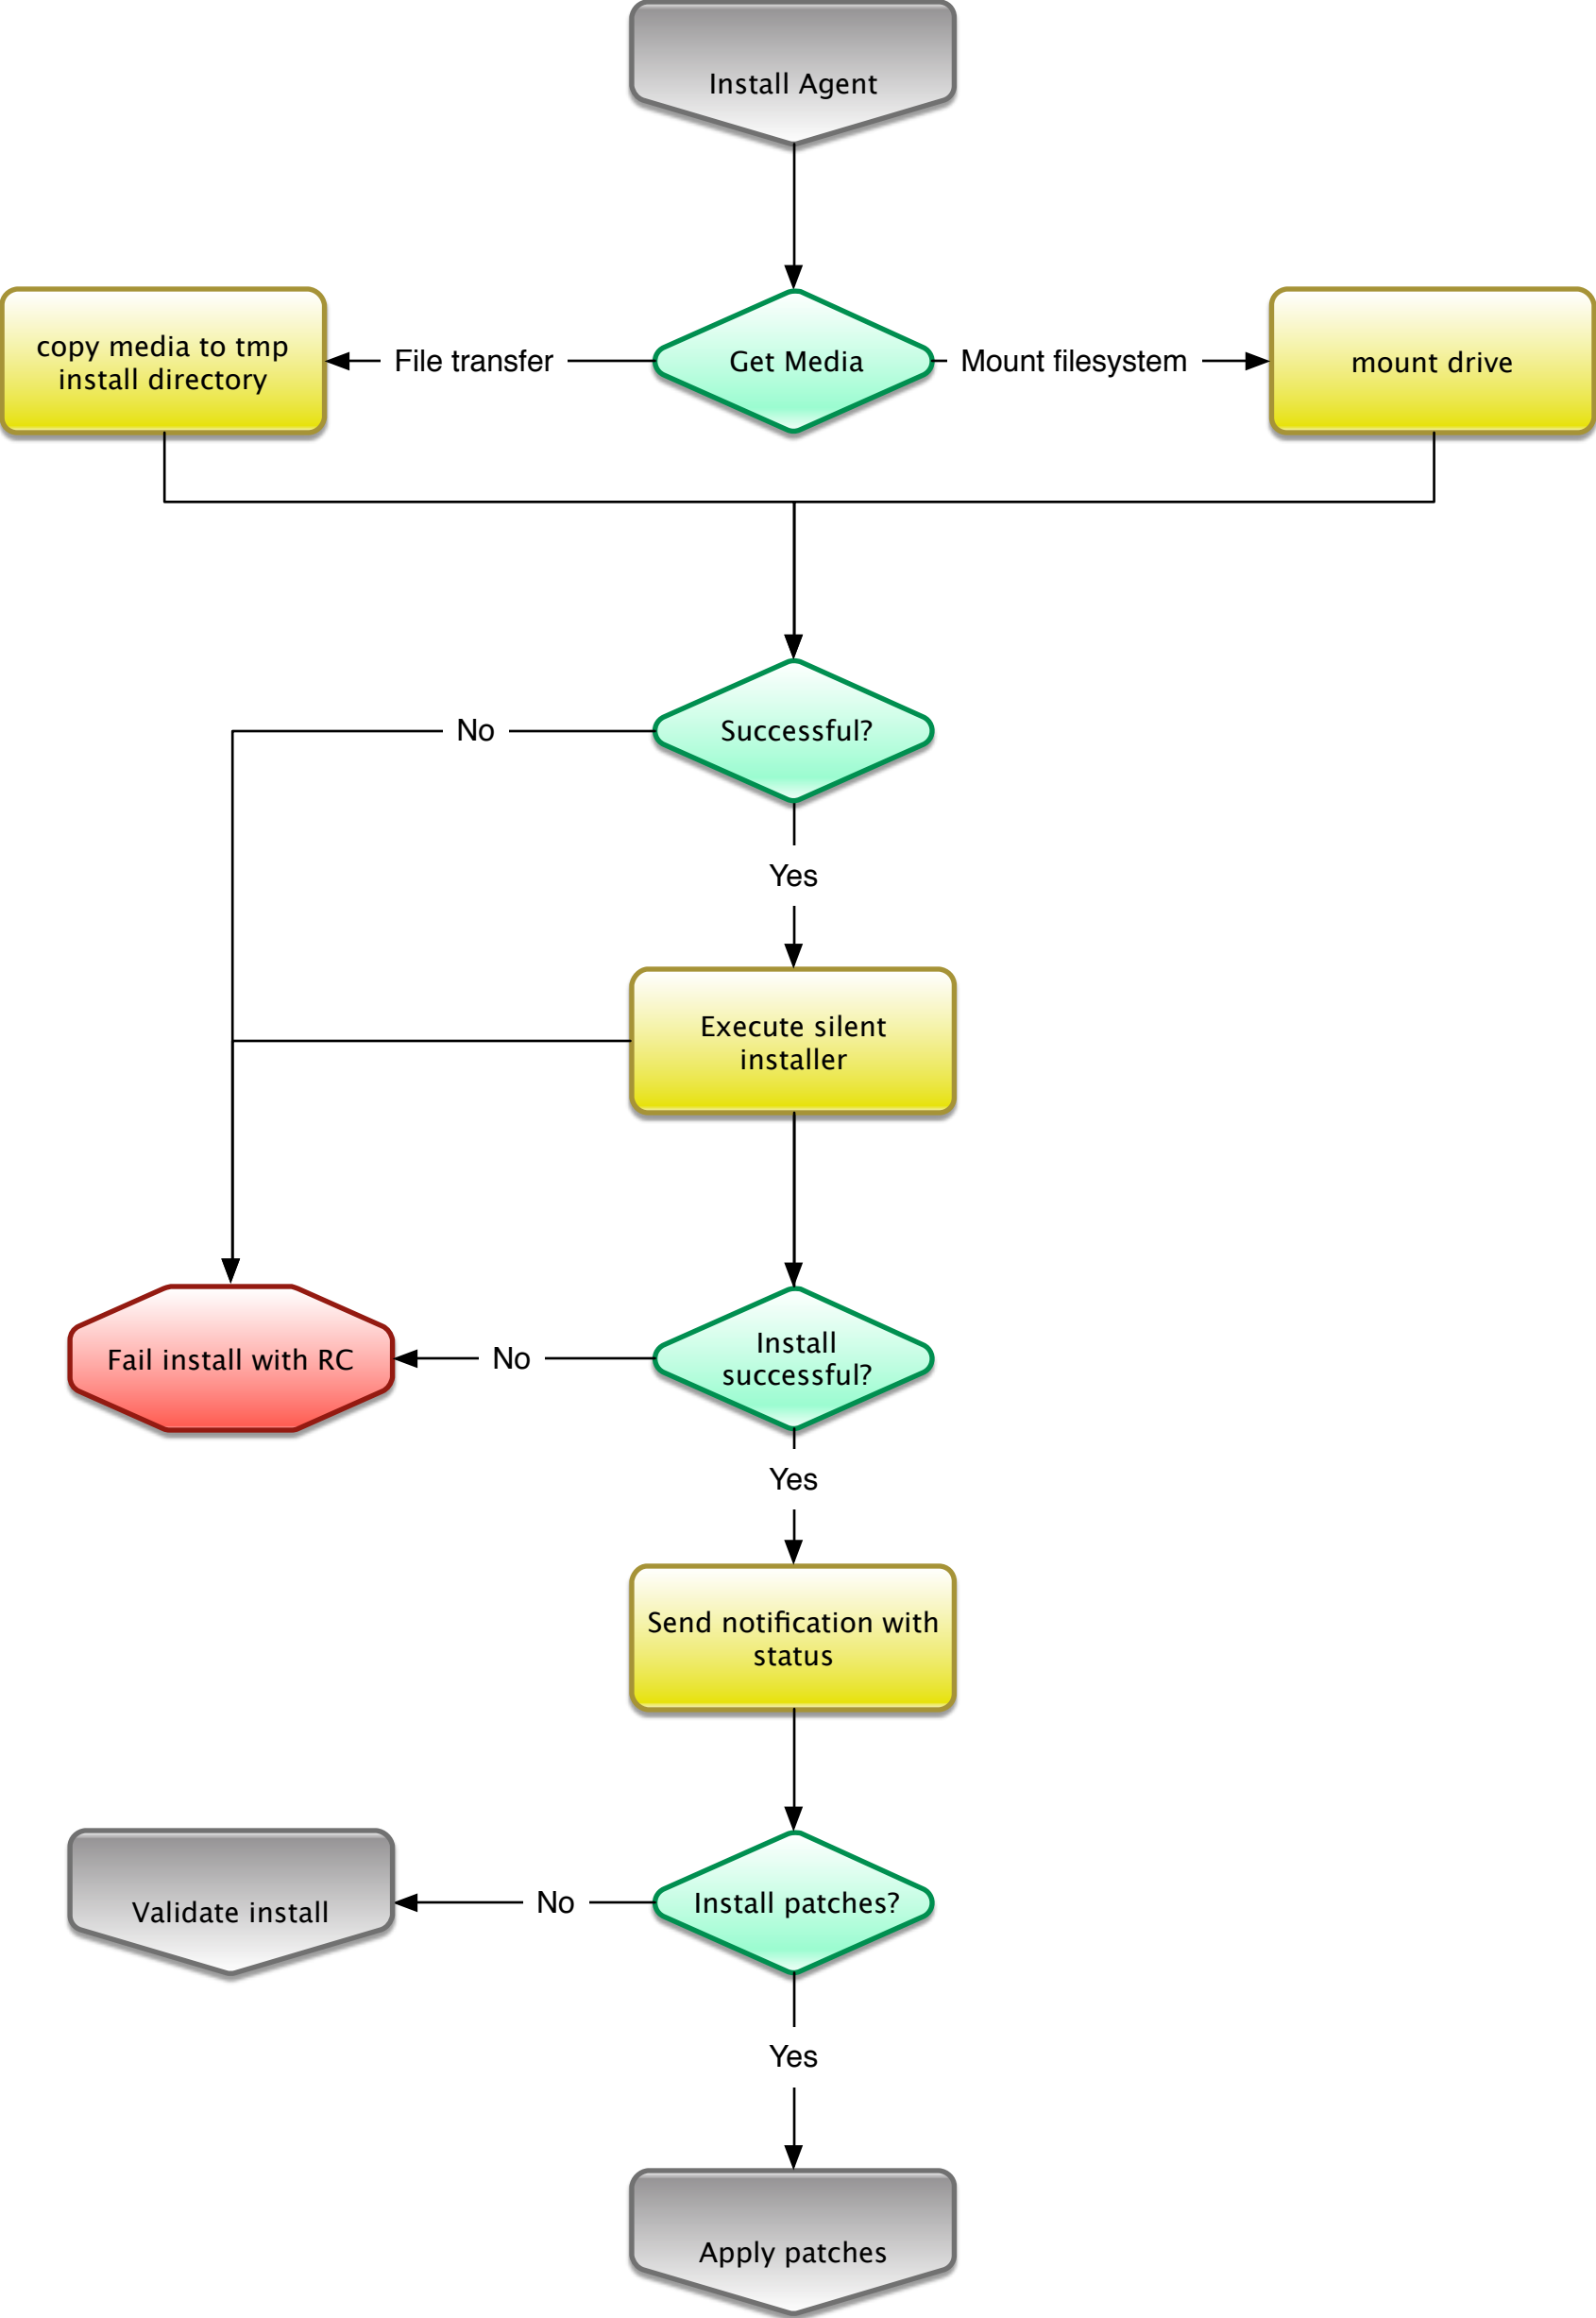 Install Agent
copy media to tmp
install directory
File transfer
Get Media
Mount filesystem
mount drive
No
Successful?
Yes
Execute silent
installer
Fail install with RC
No
Install
successful?
Yes
Send notification with
status
Validate install
No
Install patches?
Yes
Apply patches